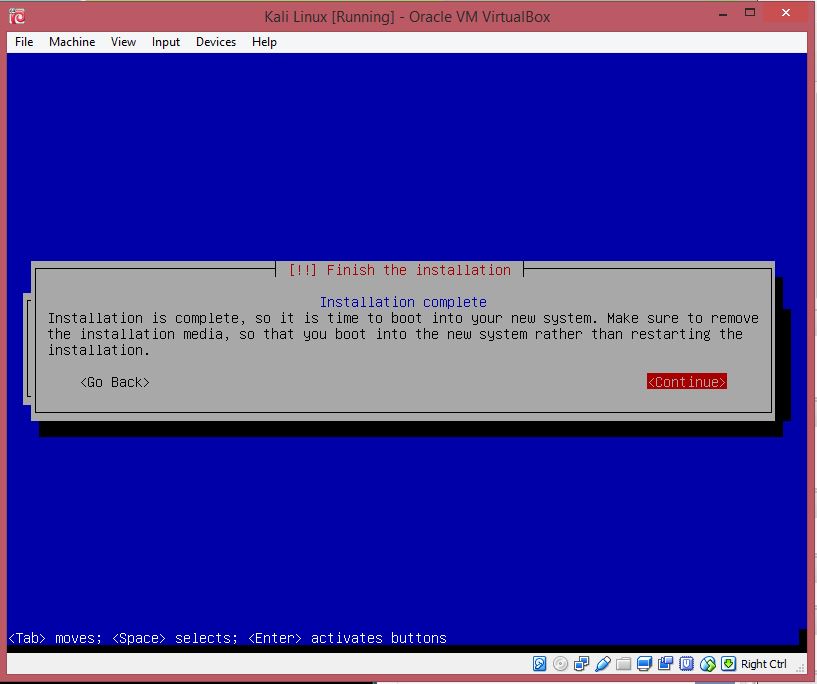 Kali Linux [Running] - Oracle VM VirtualBox
File Machine View Input Devices Help
[!!] Finish the installation
Installation complete
Installation is complete, so it is time to boot into your new system. Make sure to remove
the installation media, so that you boot into the new system rather than restarting the
installation.
<Go Back> <Continue>
<Tab> moves; <Space> selects; <Enter> activates buttons
Right Ctrl